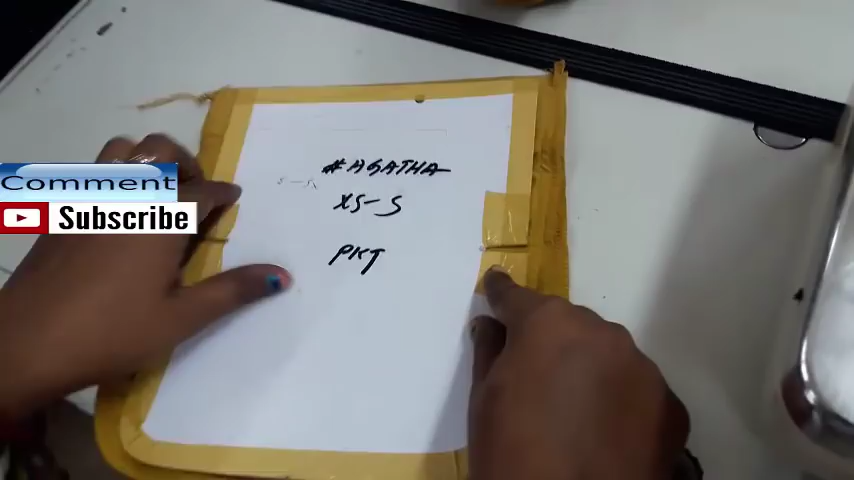 #AGATHA
XS-S
PKT
Comment
Subscribe